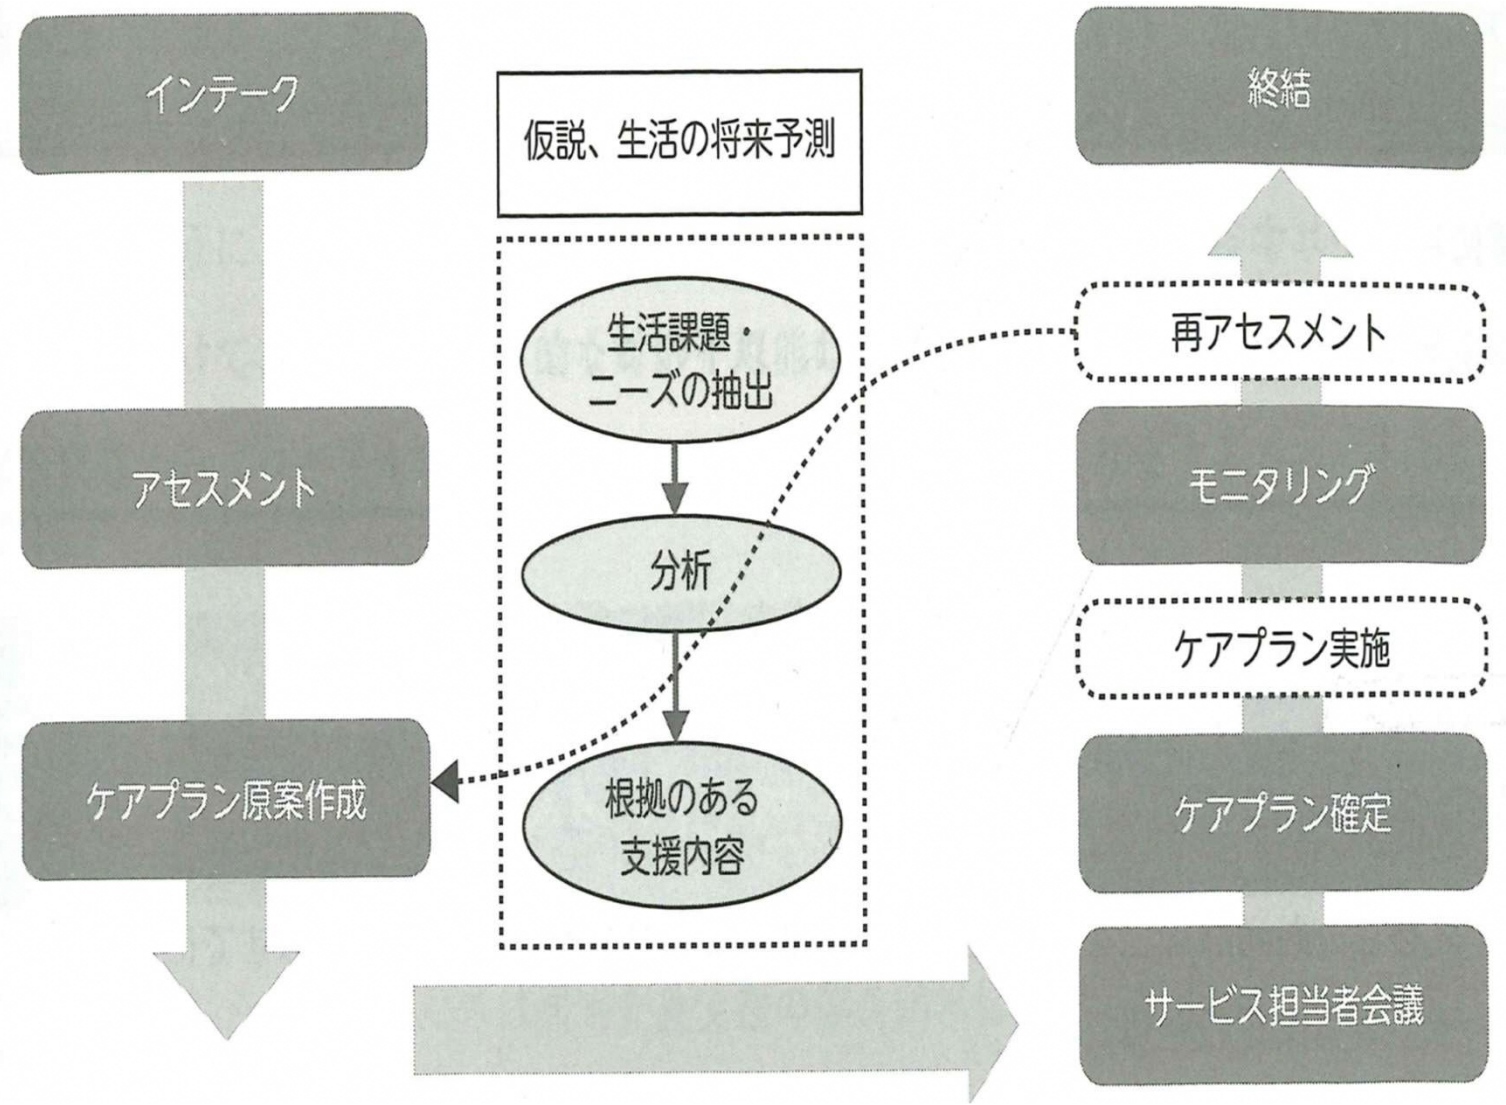 インテーク
アセスメント
ケアプラン原案作成
仮説、生活の将来予測
生活課題・
ニーズの抽出
分析
根拠のある
支援内容
終結
再アセスメント
モニタリング
ケアプラン実施
ケアプラン確定
サービス担当者会議